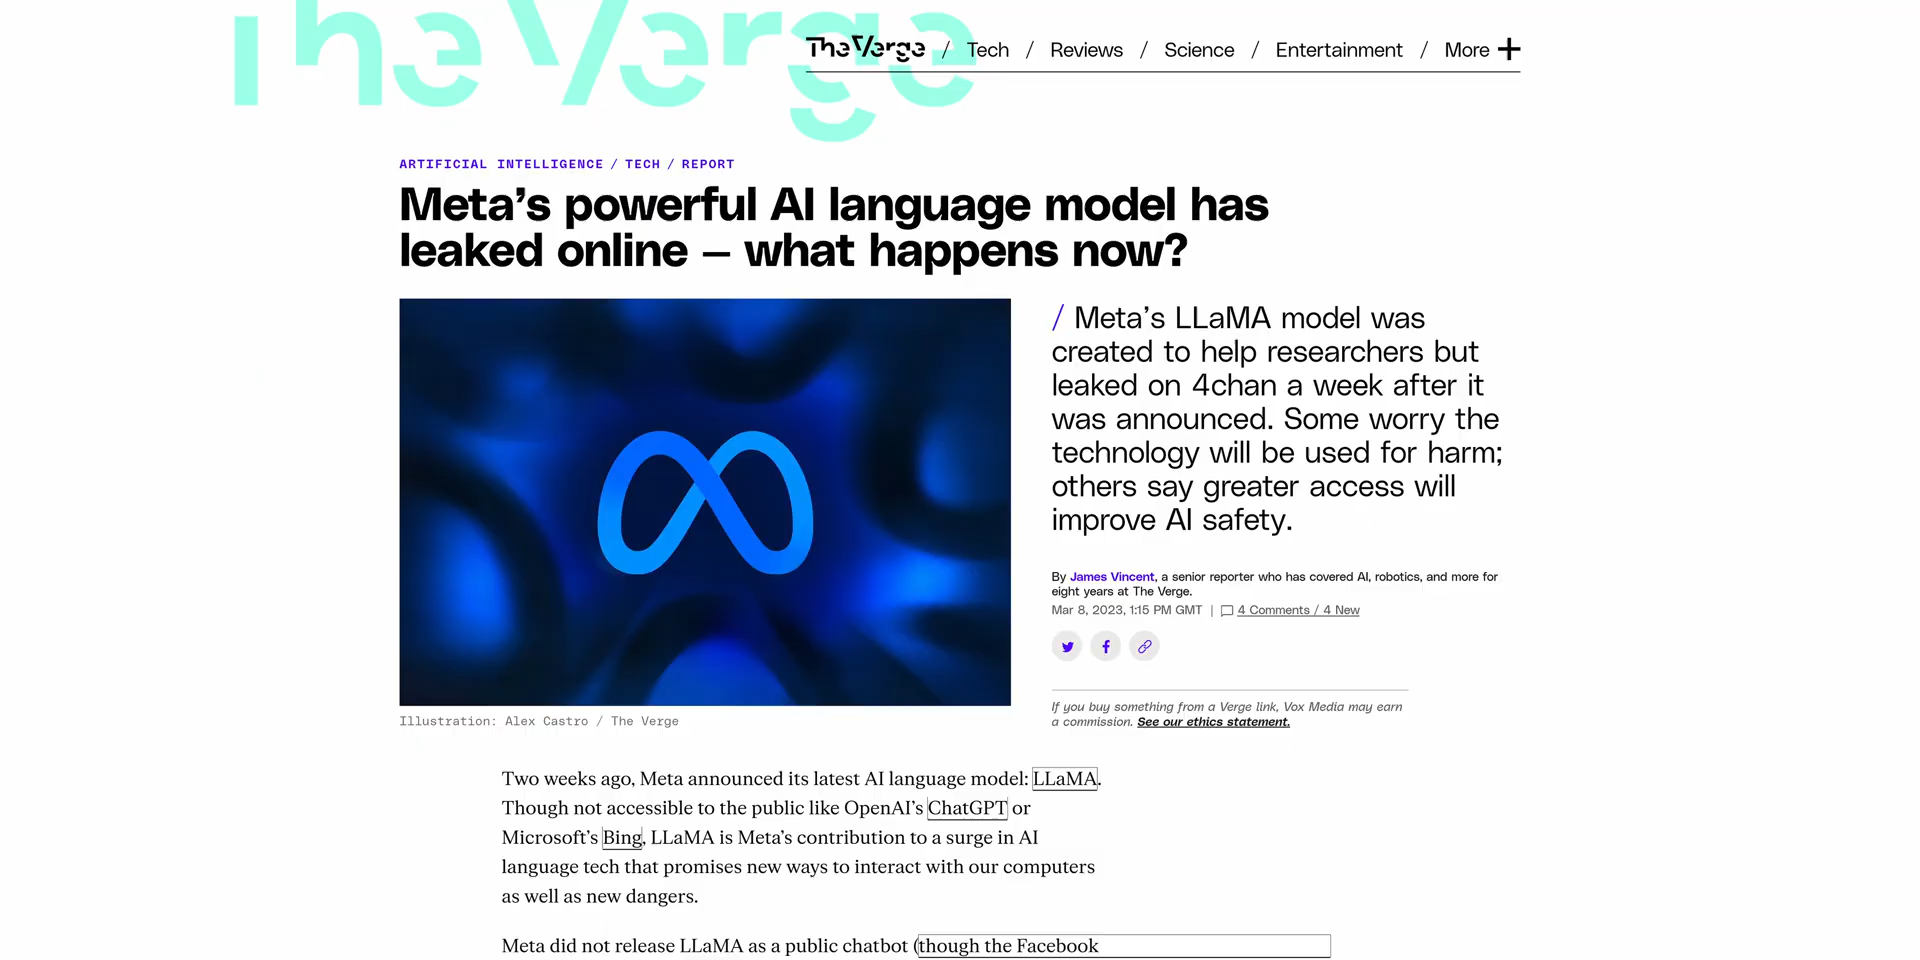 The Verge
The Verge / Tech / Reviews / Science / Entertainment / More +
ARTIFICIAL INTELLIGENCE / TECH / REPORT
Meta’s powerful AI language model has
leaked online — what happens now?
/ Meta’s LLaMA model was
created to help researchers but
leaked on 4chan a week after it
was announced. Some worry the
technology will be used for harm;
others say greater access will
improve AI safety.
By James Vincent, a senior reporter who has covered AI, robotics, and more for
eight years at The Verge.
Mar 8, 2023, 1:15 PM GMT | 4 Comments / 4 New
If you buy something from a Verge link, Vox Media may earn
a commission. See our ethics statement.
Illustration: Alex Castro / The Verge
Two weeks ago, Meta announced its latest AI language model: LLaMA.
Though not accessible to the public like OpenAI’s ChatGPT or
Microsoft’s Bing, LLaMA is Meta’s contribution to a surge in AI
language tech that promises new ways to interact with our computers
as well as new dangers.
Meta did not release LLaMA as a public chatbot (though the Facebook